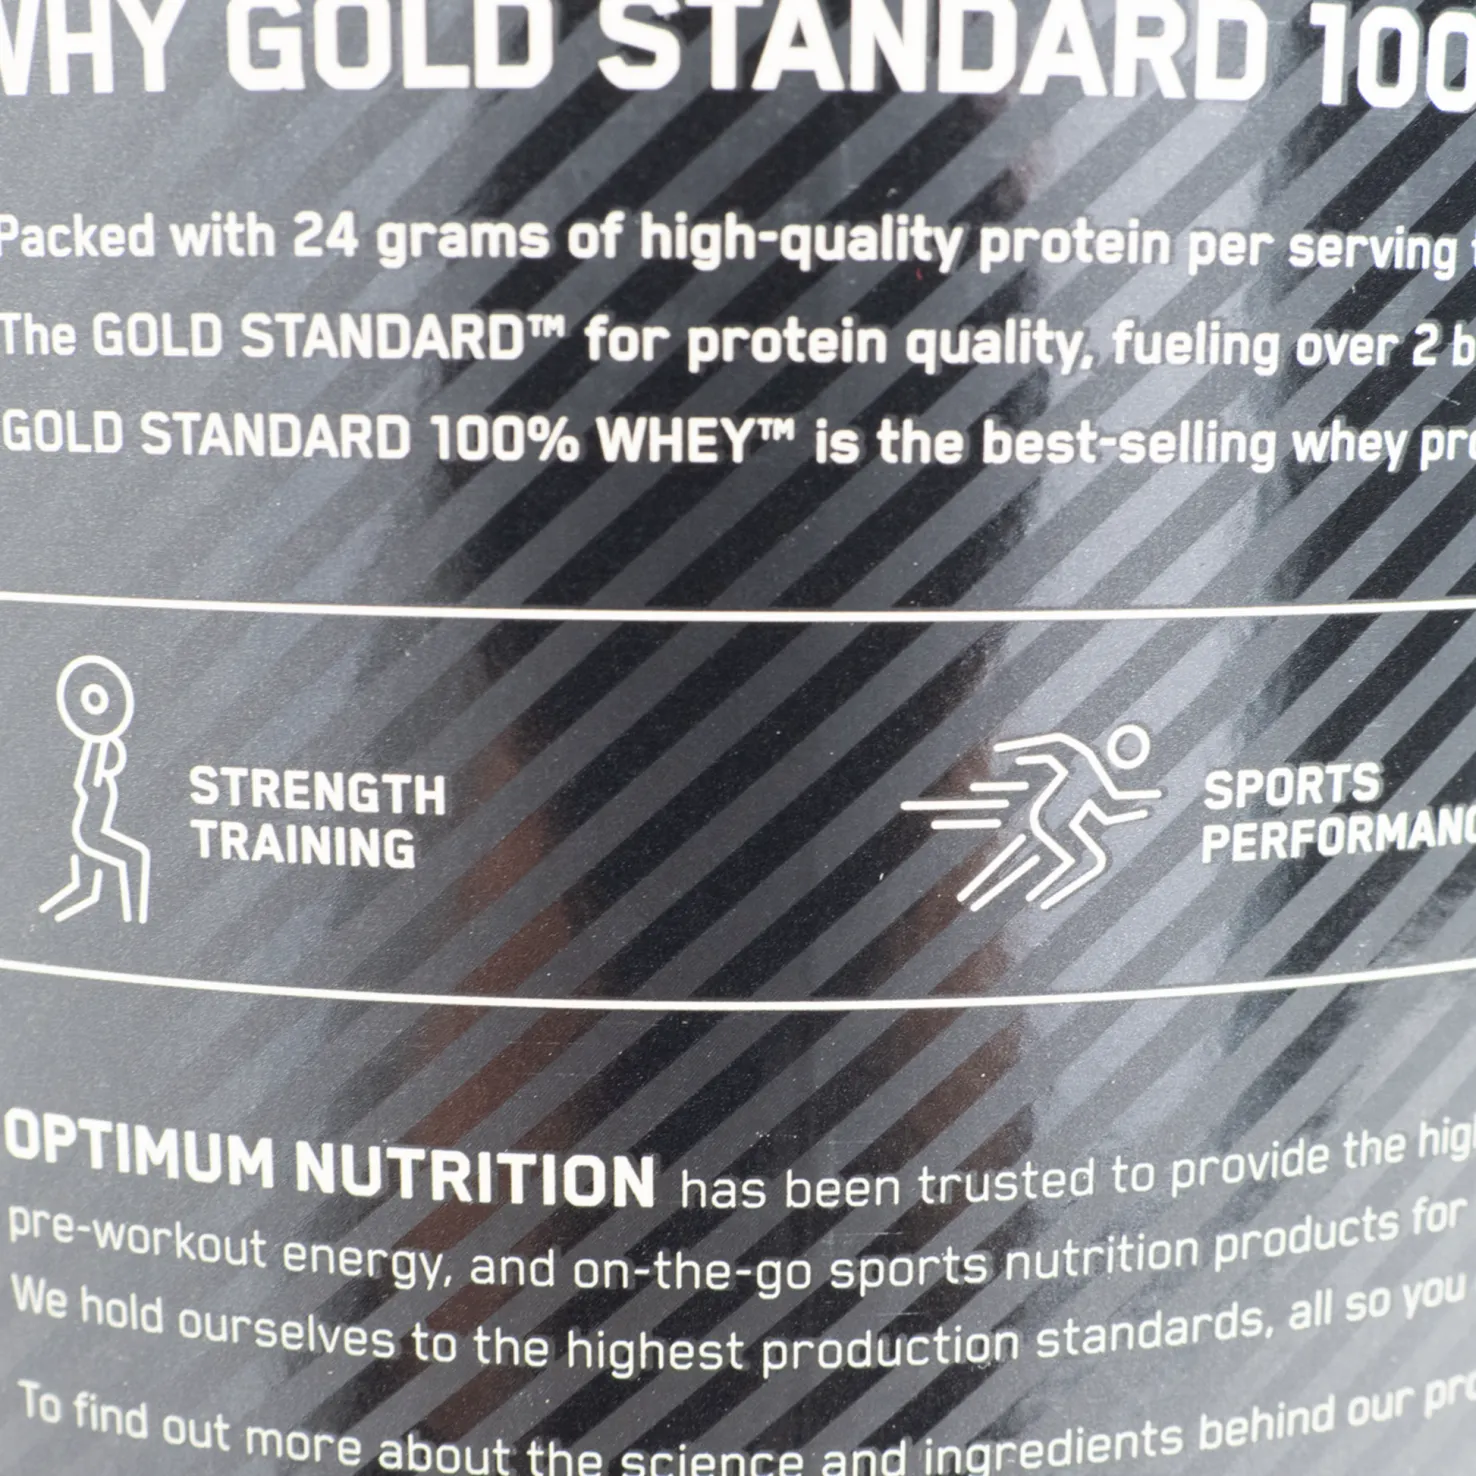 WHY GOLD STANDARD 100
Packed with 24 grams of high-quality protein per serving
The GOLD STANDARD™ for protein quality, fueling over 2
GOLD STANDARD 100% WHEY™ is the best-selling whey
STRENGTH
TRAINING
SPORTS
PERFORMANC
OPTIMUM NUTRITION has been trusted to provide the
pre-workout energy, and on-the-go sports nutrition products for
We hold ourselves to the highest production standards, all so you
To find out more about the science and ingredients behind our